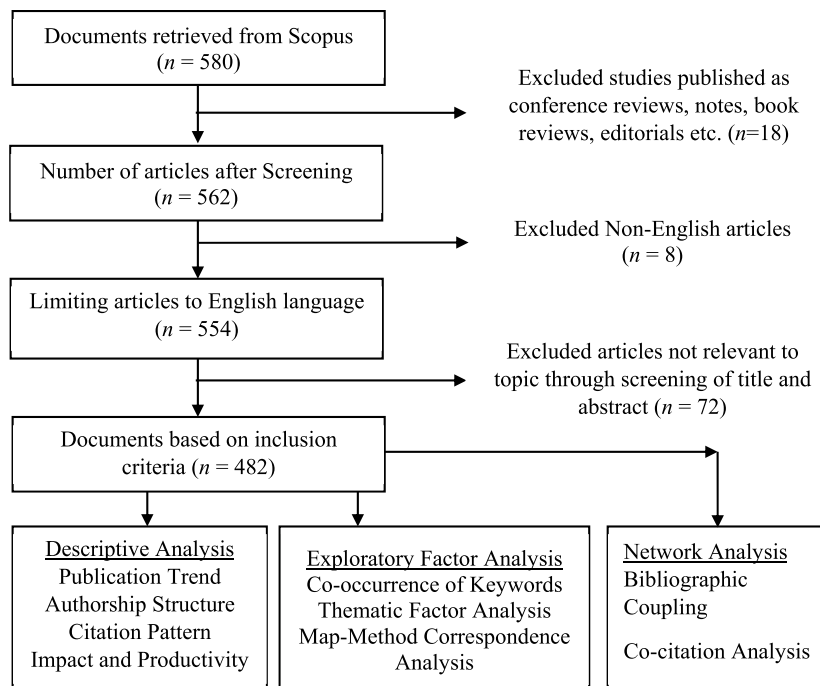 Documents retrieved from Scopus
(n = 580)
Excluded studies published as
conference reviews, notes, book
reviews, editorials etc. (n=18)
Number of articles after Screening
(n = 562)
Excluded Non-English articles
(n = 8)
Limiting articles to English language
(n = 554)
Excluded articles not relevant to
topic through screening of title and
abstract (n = 72)
Documents based on inclusion
criteria (n = 482)
Descriptive Analysis
Publication Trend
Authorship Structure
Citation Pattern
Impact and Productivity
Exploratory Factor Analysis
Co-occurrence of Keywords
Thematic Factor Analysis
Map-Method Correspondence
Analysis
Network Analysis
Bibliographic
Coupling
Co-citation Analysis